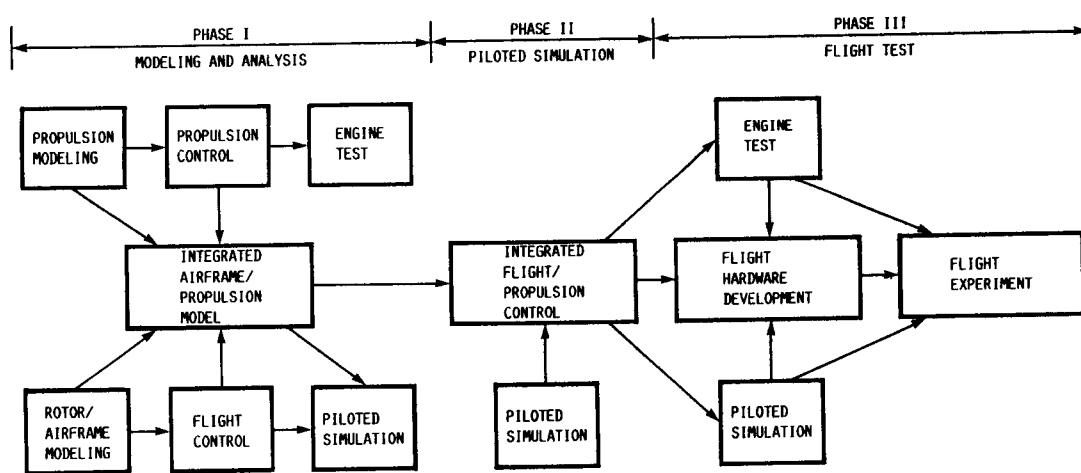 PHASE I
MODELING AND ANALYSIS
PHASE II
PILOTED SIMULATION
PHASE III
FLIGHT TEST
PROPULSION
MODELING
PROPULSION
CONTROL
ENGINE
TEST
ENGINE
TEST
INTEGRATED
AIRFRAME/
PROPULSION
MODEL
INTEGRATED
FLIGHT/
PROPULSION
CONTROL
FLIGHT
HARDWARE
DEVELOPMENT
FLIGHT
EXPERIMENT
ROTOR/
AIRFRAME
MODELING
FLIGHT
CONTROL
PILOTED
SIMULATION
PILOTED
SIMULATION
PILOTED
SIMULATION